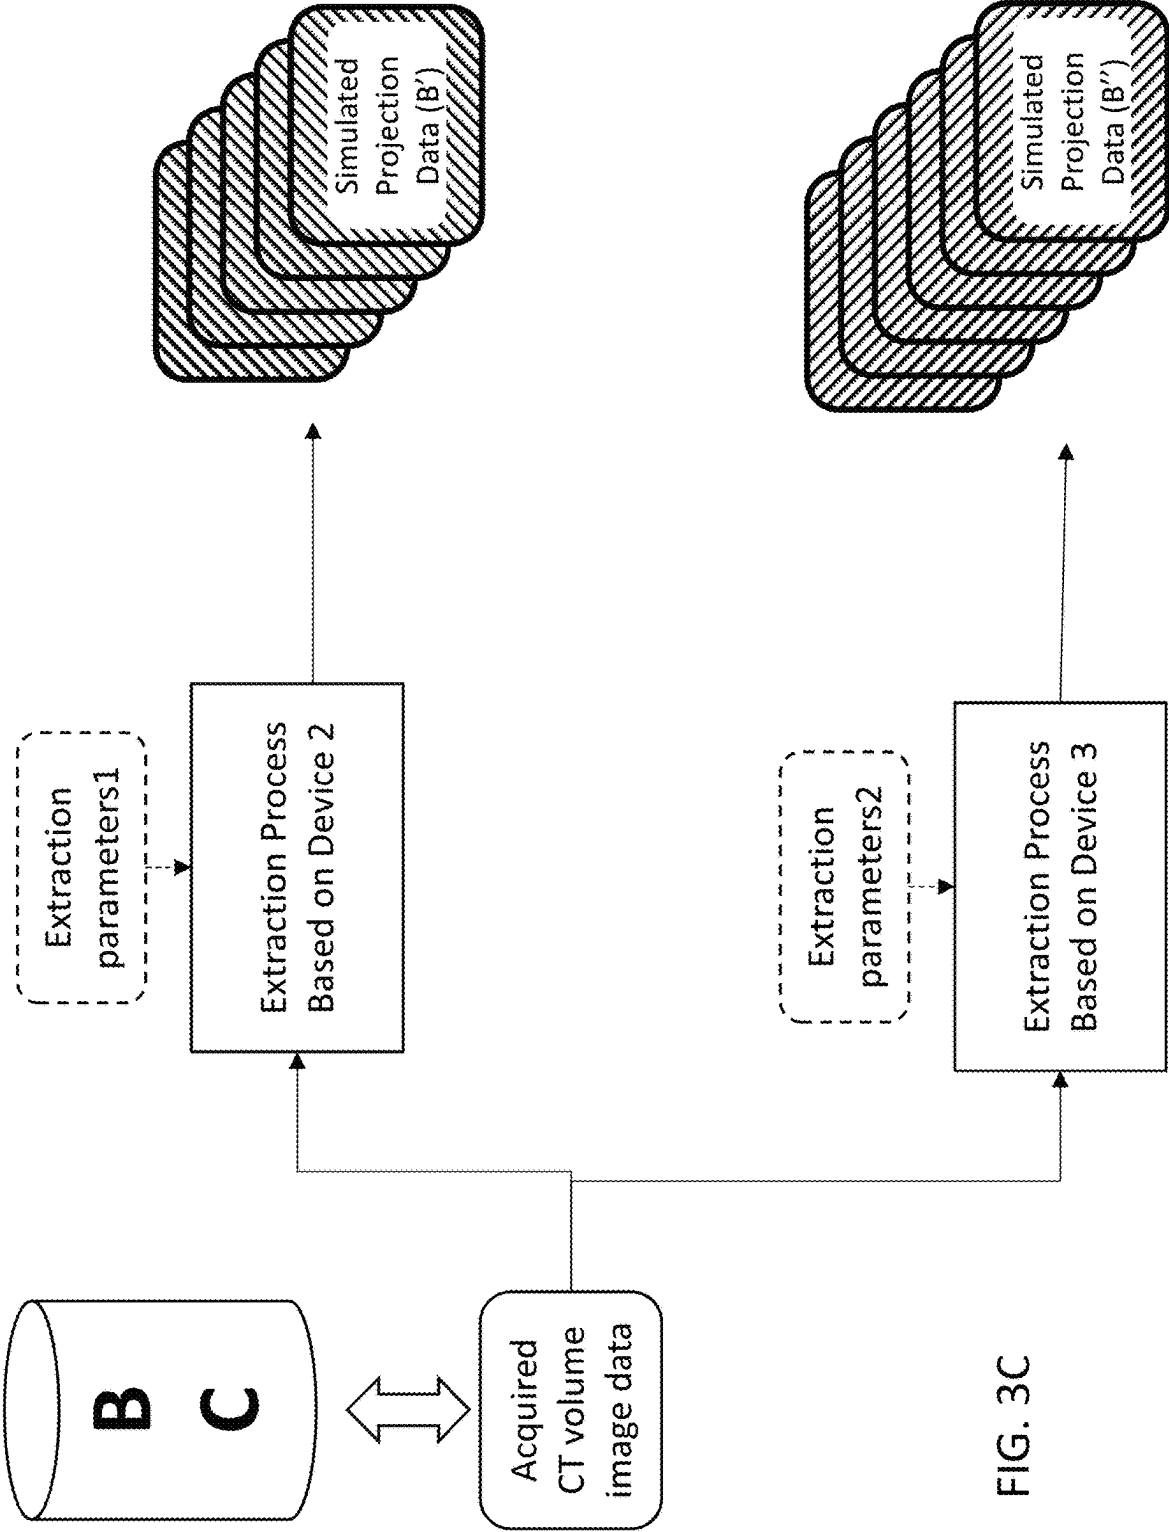 B
C
Acquired
CT volume
image data
Extraction
parameters1
Extraction Process
Based on Device 2
Simulated
Projection
Data (B')
Extraction
parameters2
Extraction Process
Based on Device 3
Simulated
Projection
Data (B'')
FIG. 3C